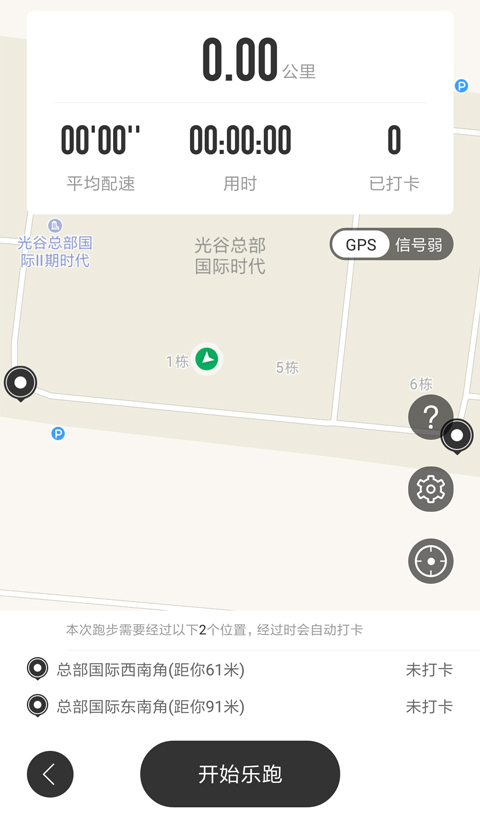 0.00公里
00'00'' 00:00:00 0
平均配速 用时 已打卡
P
光谷总部国
际II期时代
光谷总部
国际时代
GPS 信号弱
1栋
5栋
6栋
?
P
本次跑步需要经过以下2个位置，经过时会自动打卡
总部国际西南角(距你61米) 未打卡
总部国际东南角(距你91米) 未打卡
开始乐跑